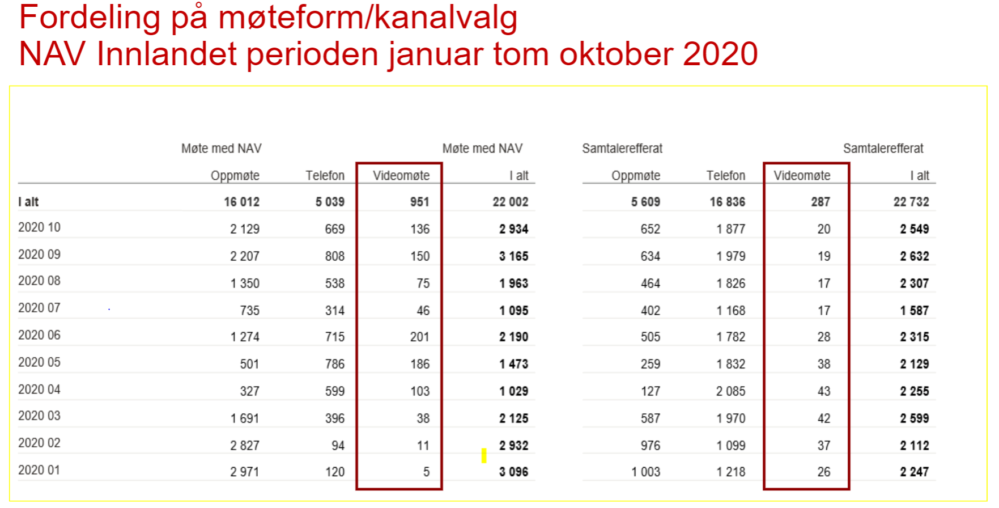 Fordeling på møteform/kanalvalg
NAV Innlandet perioden januar tom oktober 2020
Møte med NAV Møte med NAV Samtalerefferat Samtalerefferat
Oppmøte Telefon Videomøte I alt Oppmøte Telefon Videomøte I alt
I alt 16 012 5 039 951 22 002 5 609 16 836 287 22 732
2020 10 2 129 669 136 2 934 652 1 877 20 2 549
2020 09 2 207 808 150 3 165 634 1 979 19 2 632
2020 08 1 350 538 75 1 963 464 1 826 17 2 307
2020 07 735 314 46 1 095 402 1 168 17 1 587
2020 06 1 274 715 201 2 190 505 1 782 28 2 315
2020 05 501 786 186 1 473 259 1 832 38 2 129
2020 04 327 599 103 1 029 127 2 085 43 2 255
2020 03 1 691 396 38 2 125 587 1 970 42 2 599
2020 02 2 827 94 11 2 932 976 1 099 37 2 112
2020 01 2 971 120 5 3 096 1 003 1 218 26 2 247